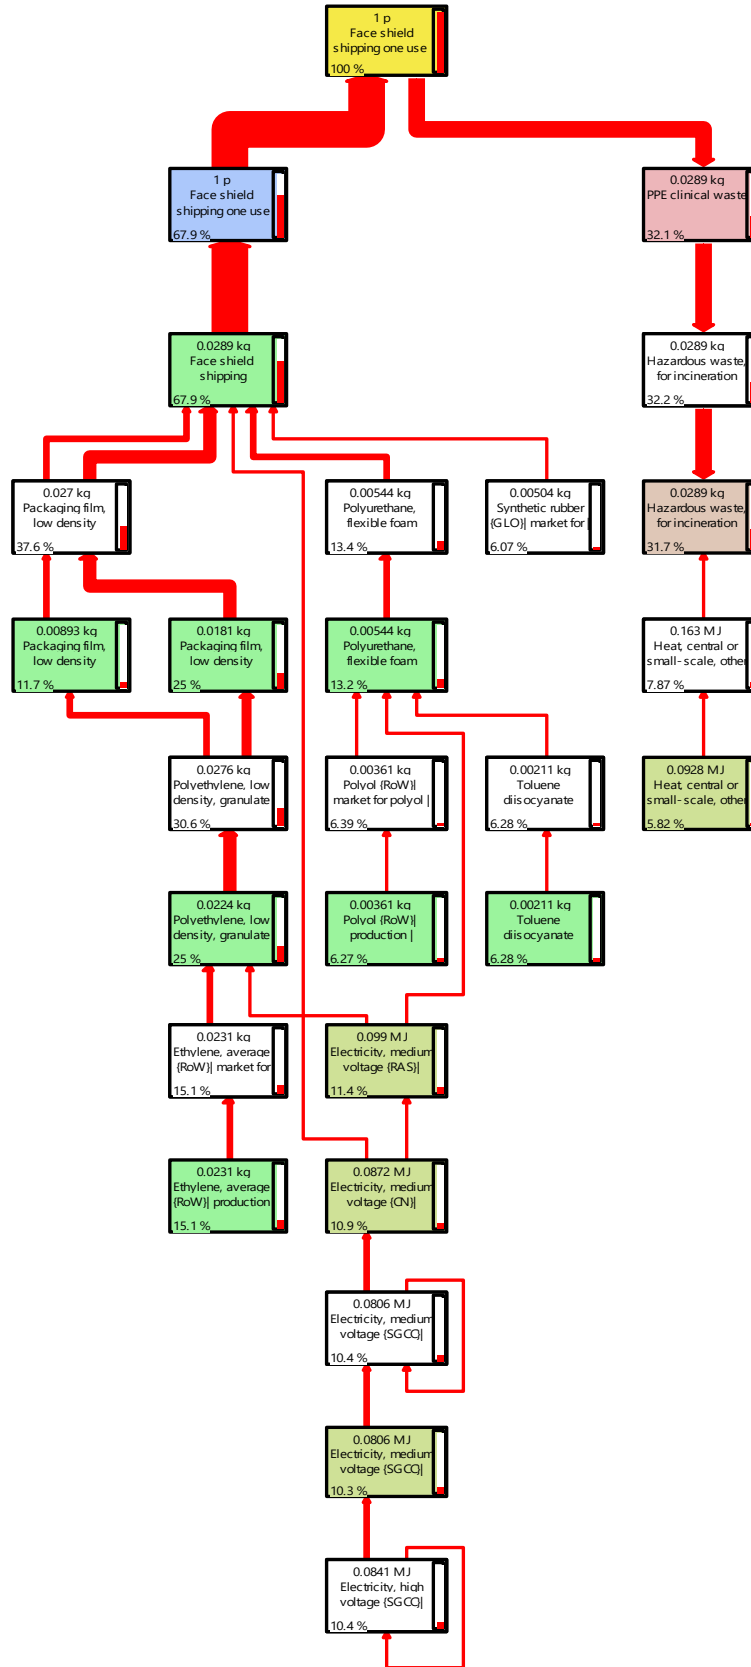 1 p
Face shield
shipping one use
100 %
1 p
Face shield
shipping one use
67.9 %
0.0289 kg
PPE clinical waste
32.1 %
0.0289 kg
Face shield
shipping
67.9 %
0.0289 kg
Hazardous waste,
for incineration
32.2 %
0.027 kg
Packaging film,
low density
37.6 %
0.00544 kg
Polyurethane,
flexible foam
13.4 %
0.00504 kg
Synthetic rubber
{GLO}| market for |
6.07 %
0.0289 kg
Hazardous waste,
for incineration
31.7 %
0.00893 kg
Packaging film,
low density
11.7 %
0.0181 kg
Packaging film,
low density
25 %
0.00544 kg
Polyurethane,
flexible foam
13.2 %
0.163 MJ
Heat, central or
small-scale, other
7.87 %
0.0276 kg
Polyethylene, low
density, granulate
30.6 %
0.00361 kg
Polyol {RoW}|
market for polyol |
6.39 %
0.00211 kg
Toluene
diisocyanate
6.28 %
0.0928 MJ
Heat, central or
small-scale, other
5.82 %
0.0224 kg
Polyethylene, low
density, granulate
25 %
0.00361 kg
Polyol {RoW}|
production |
6.27 %
0.00211 kg
Toluene
diisocyanate
6.28 %
0.0231 kg
Ethylene, average
{RoW}| market for
15.1 %
0.099 MJ
Electricity, medium
voltage {RAS}|
11.4 %
0.0231 kg
Ethylene, average
{RoW}| production
15.1 %
0.0872 MJ
Electricity, medium
voltage {CN}|
10.9 %
0.0806 MJ
Electricity, medium
voltage {SGCC}|
10.4 %
0.0806 MJ
Electricity, medium
voltage {SGCC}|
10.3 %
0.0841 MJ
Electricity, high
voltage {SGCC}|
10.4 %